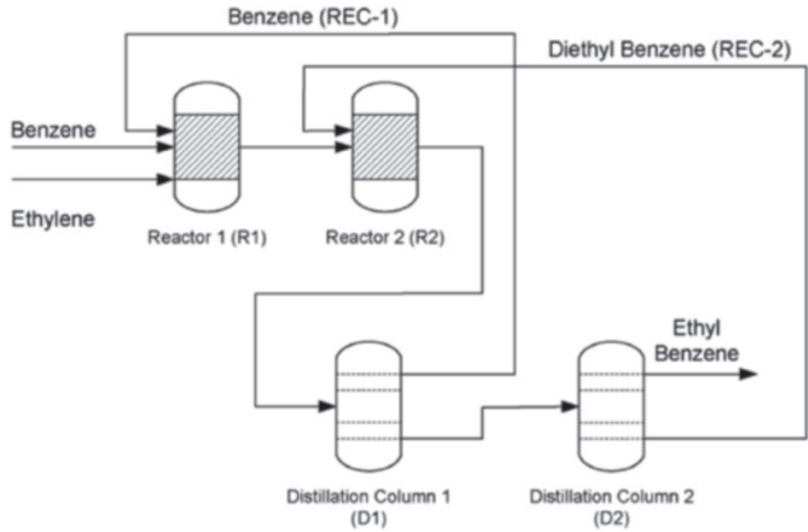 Benzene (REC-1)
Diethyl Benzene (REC-2)
Benzene
Ethylene
Reactor 1 (R1)
Reactor 2 (R2)
Ethyl
Benzene
Distillation Column 1
(D1)
Distillation Column 2
(D2)